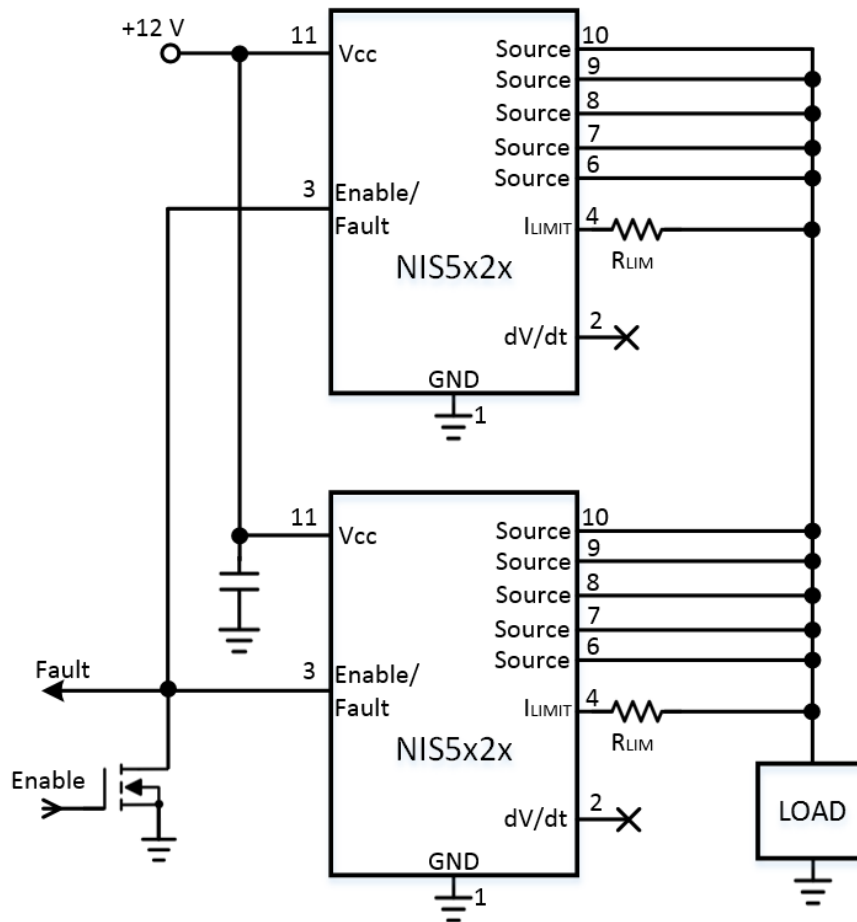 +12 V
11
Vcc
Source
10
Source
9
Source
8
Source
7
Source
6
3
Enable/
Fault
ILIMIT
4
RLIM
NIS5x2x
dV/dt
2
GND
1
11
Vcc
Source
10
Source
9
Source
8
Source
7
Source
6
Fault
3
Enable/
Fault
ILIMIT
4
RLIM
NIS5x2x
Enable
dV/dt
2
LOAD
GND
1